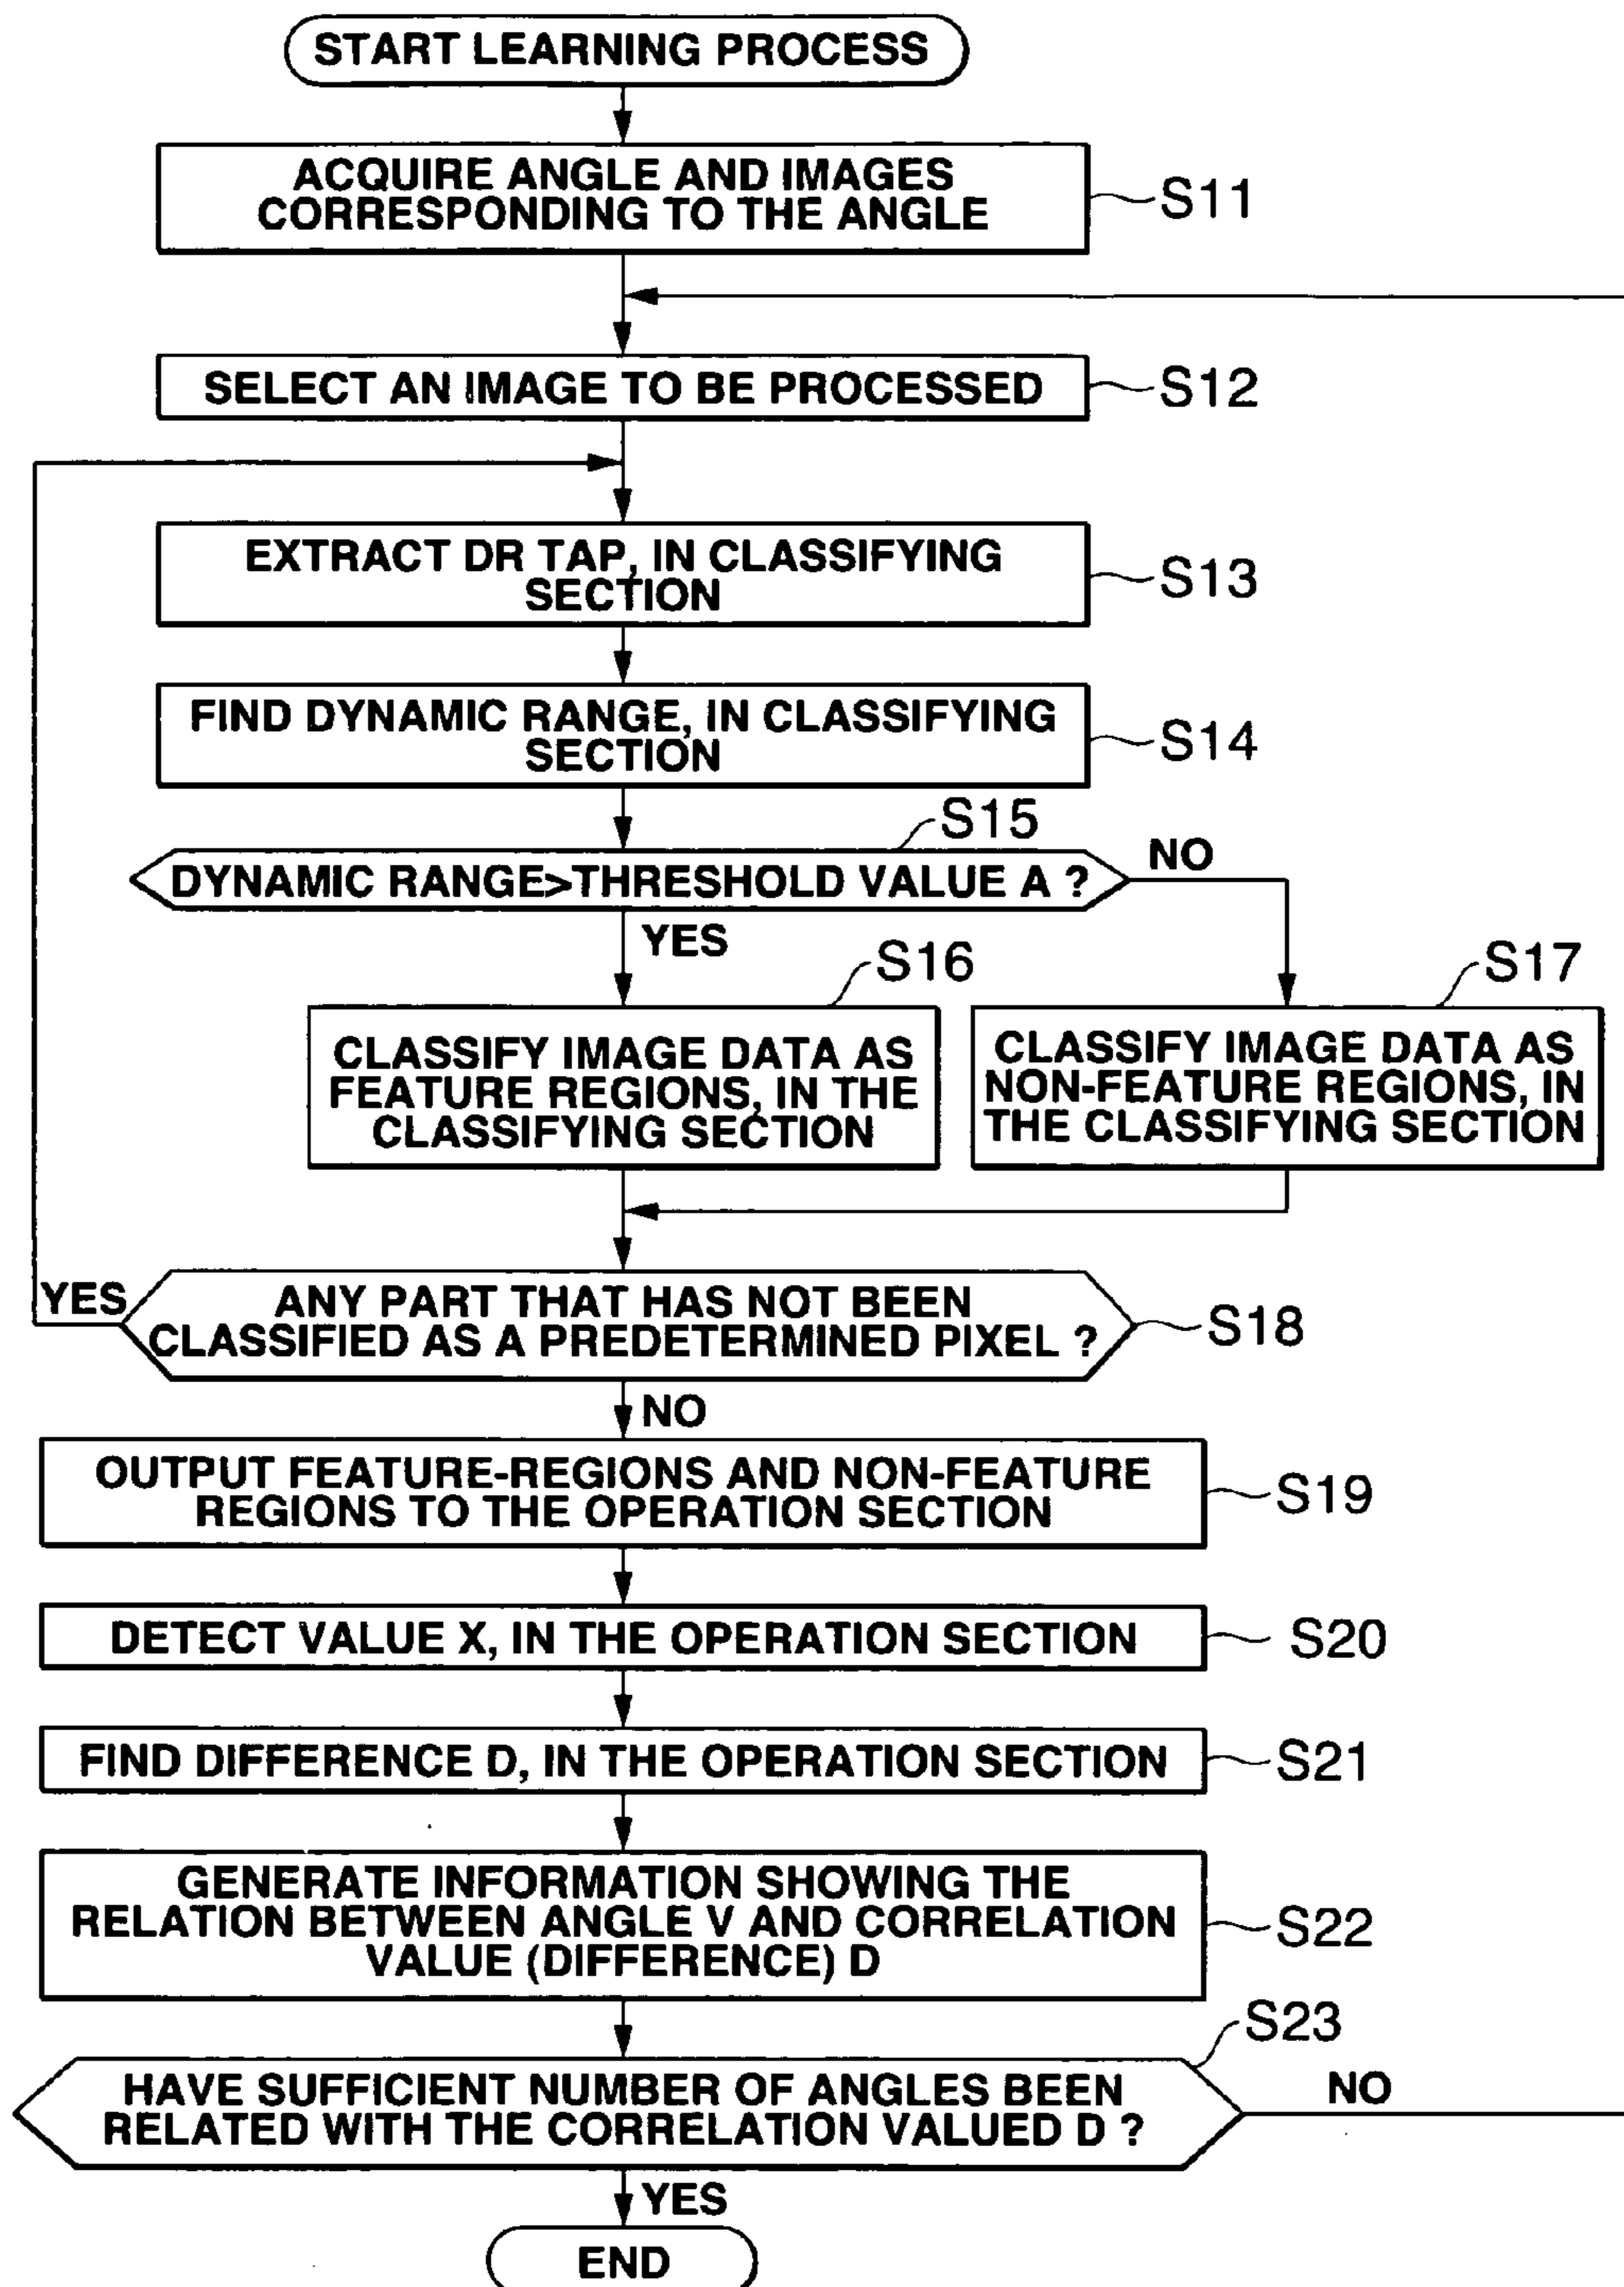 START LEARNING PROCESS
ACQUIRE ANGLE AND IMAGES
CORRESPONDING TO THE ANGLE
S11
SELECT AN IMAGE TO BE PROCESSED
S12
EXTRACT DR TAP, IN CLASSIFYING
SECTION
S13
FIND DYNAMIC RANGE, IN CLASSIFYING
SECTION
S14
S15
DYNAMIC RANGE>THRESHOLD VALUE A ?
NO
YES
S16
S17
CLASSIFY IMAGE DATA AS
FEATURE REGIONS, IN THE
CLASSIFYING SECTION
CLASSIFY IMAGE DATA AS
NON-FEATURE REGIONS, IN
THE CLASSIFYING SECTION
YES
ANY PART THAT HAS NOT BEEN
CLASSIFIED AS A PREDETERMINED PIXEL ?
S18
NO
OUTPUT FEATURE-REGIONS AND NON-FEATURE
REGIONS TO THE OPERATION SECTION
S19
DETECT VALUE X, IN THE OPERATION SECTION
S20
FIND DIFFERENCE D, IN THE OPERATION SECTION
S21
GENERATE INFORMATION SHOWING THE
RELATION BETWEEN ANGLE V AND CORRELATION
VALUE (DIFFERENCE) D
S22
S23
HAVE SUFFICIENT NUMBER OF ANGLES BEEN
RELATED WITH THE CORRELATION VALUED D ?
NO
YES
END